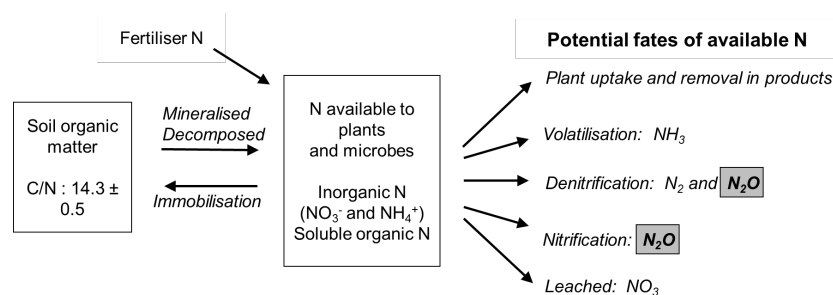 Fertiliser N
Potential fates of available N
Soil organic
matter
C/N : 14.3 ±
0.5
Mineralised
Decomposed
Immobilisation
N available to
plants
and microbes
Inorganic N
(NO₃⁻ and NH₄⁺)
Soluble organic N
Plant uptake and removal in products
Volatilisation: NH₃
Denitrification: N₂ and N₂O
Nitrification: N₂O
Leached: NO₃